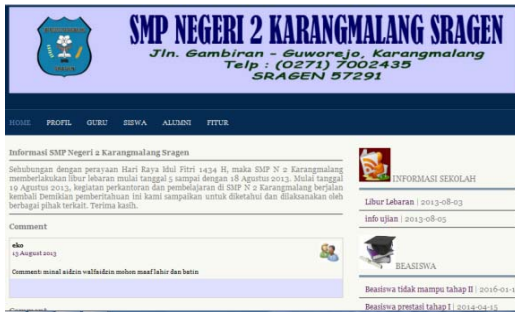 SMP NEGERI 2 KARANGMALANG SRAGEN
Jln. Gambiran - Guworejo, Karangmalang
Telp : (0271) 7002435
SRAGEN 57291
HOME PROFIL GURU SISWA ALUMNI FITUR
Informasi SMP Negeri 2 Karangmalang Sragen
Sehubungan dengan perayaan Hari Raya Idul Fitri 1434 H, maka SMP N 2 Karangmalang
memberlakukan libur lebaran mulai tanggal 5 sampai dengan 18 Agustus 2013. Mulai tanggal
19 Agustus 2013, kegiatan perkantoran dan pembelajaran di SMP N 2 Karangmalang berjalan
kembali Demikian pemberitahuan ini kami sampaikan untuk diketahui dan dilaksanakan oleh
berbagai pihak terkait. Terima kasih.
Comment
eko
13 August 2013
Comment: minal aidzin walfaidzin mohon maaf lahir dan batin
INFORMASI SEKOLAH
Libur Lebaran | 2013-08-03
info ujian | 2013-08-05
BEASISWA
Beasiswa tidak mampu tahap II | 2016-01-1
Beasiswa prestasi tahap I | 2014-04-15